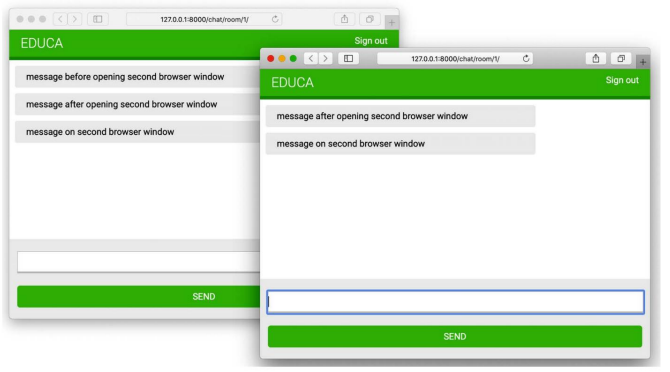 127.0.0.1:8000/chat/room/1/
EDUCA
Sign out
message before opening second browser window
message after opening second browser window
message on second browser window
SEND
127.0.0.1:8000/chat/room/1/
EDUCA
Sign out
message after opening second browser window
message on second browser window
SEND